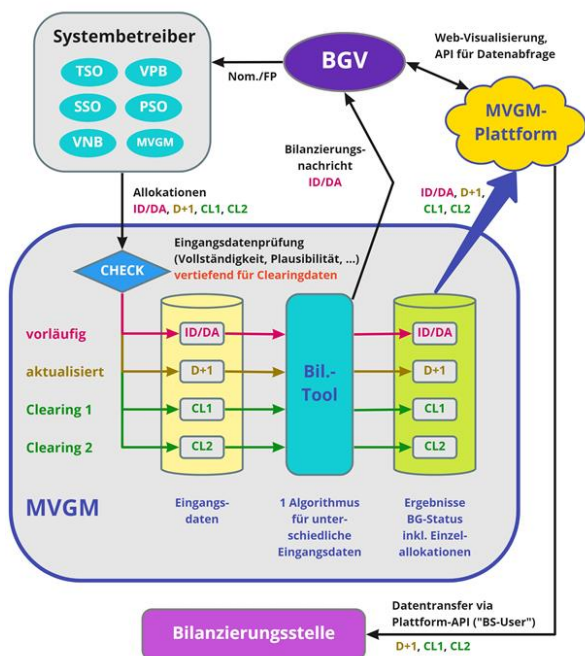 Systembetreiber
TSO
VPB
SSO
PSO
VNB
MVGM
Nom./FP
BGV
Web-Visualisierung,
API für Datenabfrage
MVGM-
Plattform
Allokationen
ID/DA, D+1, CL1, CL2
Bilanzierungs-
nachricht
ID/DA
ID/DA, D+1,
CL1, CL2
CHECK
Eingangsdatenprüfung
(Vollständigkeit, Plausibilität, ...)
vertiefend für Clearingdaten
vorläufig
aktualisiert
Clearing 1
Clearing 2
ID/DA
D+1
CL1
CL2
Bil.-
Tool
ID/DA
D+1
CL1
CL2
MVGM
Eingangs-
daten
1 Algorithmus
für unter-
schiedliche
Eingangsdaten
Ergebnisse
BG-Status
inkl. Einzel-
allokationen
Bilanzierungsstelle
Datentransfer via
Plattform-API ("BS-User")
D+1, CL1, CL2